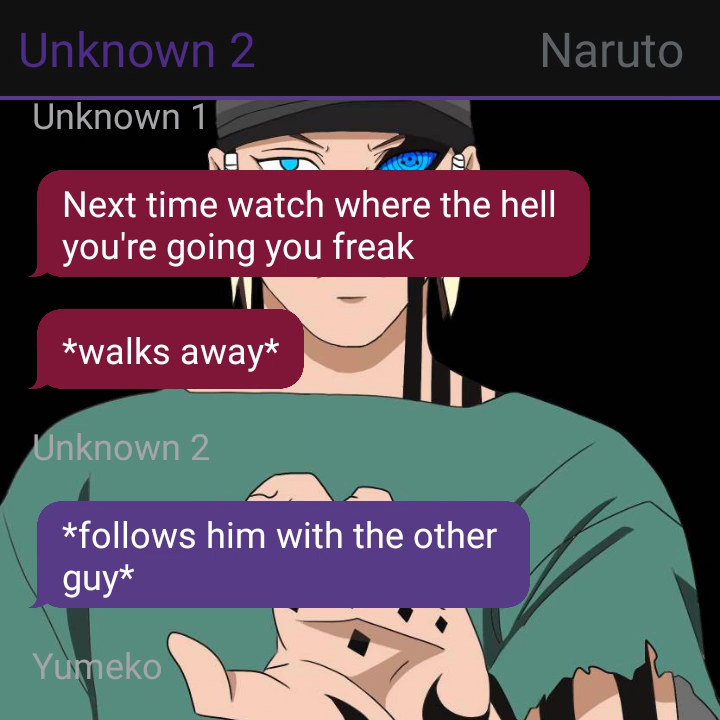 Unknown 2 Naruto
Unknown 1
Next time watch where the hell
you're going you freak
*walks away*
Unknown 2
*follows him with the other
guy*
Yumeko